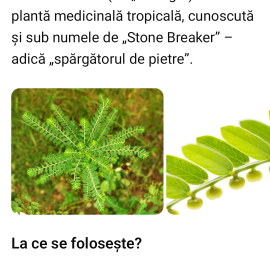 plantă medicinală tropicală, cunoscută
și sub numele de „Stone Breaker” –
adică „spărgătorul de pietre”.
La ce se folosește?